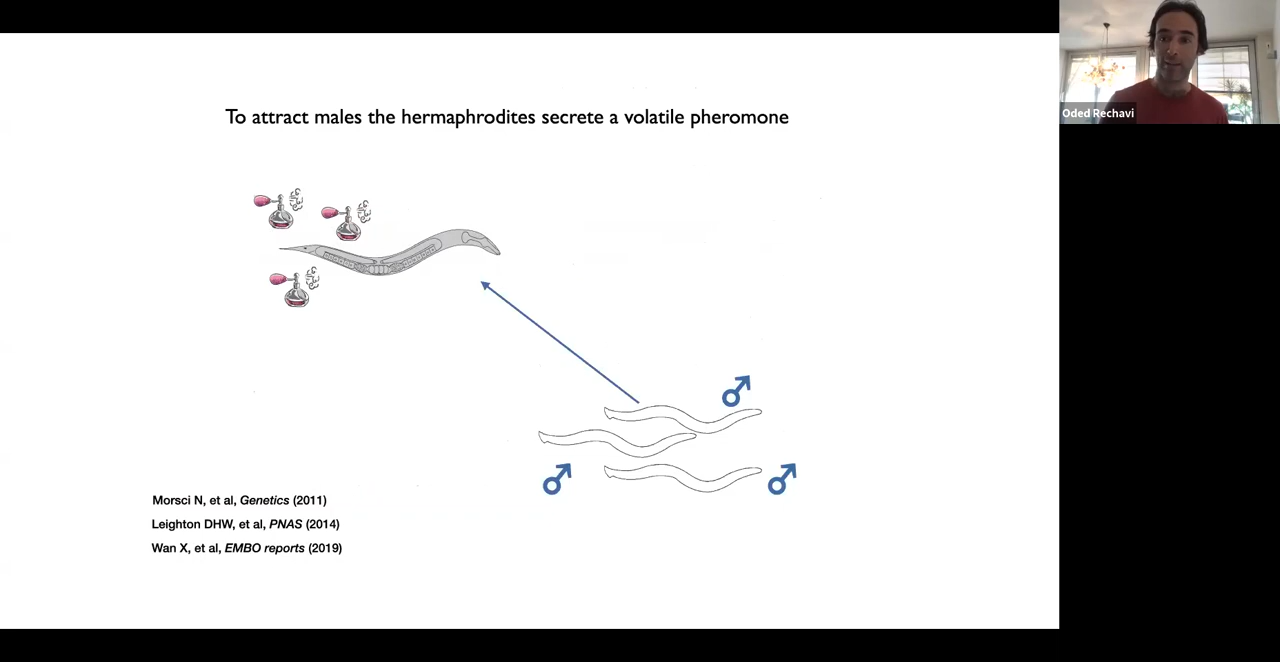 To attract males the hermaphrodites secrete a volatile pheromone
Oded Rechavi
Morsci N, et al, Genetics (2011)
Leighton DHW, et al, PNAS (2014)
Wan X, et al, EMBO reports (2019)